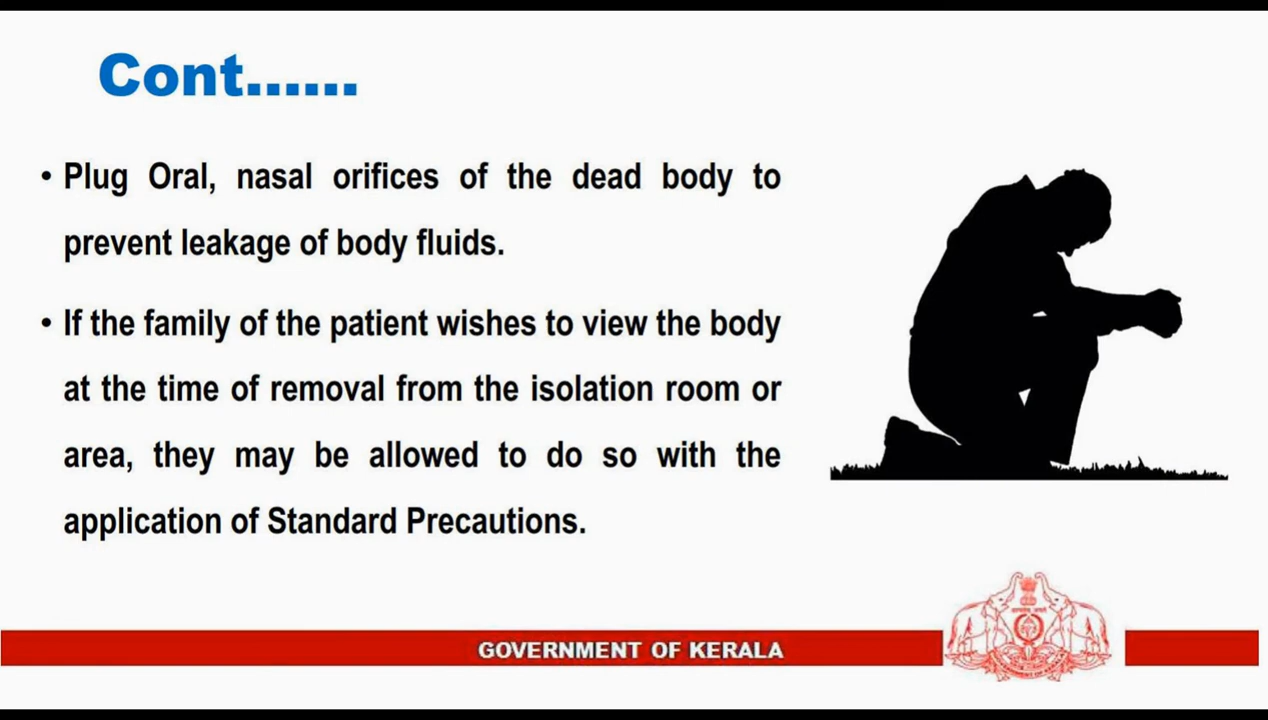 Cont......
• Plug Oral, nasal orifices of the dead body to
prevent leakage of body fluids.
• If the family of the patient wishes to view the body
at the time of removal from the isolation room or
area, they may be allowed to do so with the
application of Standard Precautions.
GOVERNMENT OF KERALA